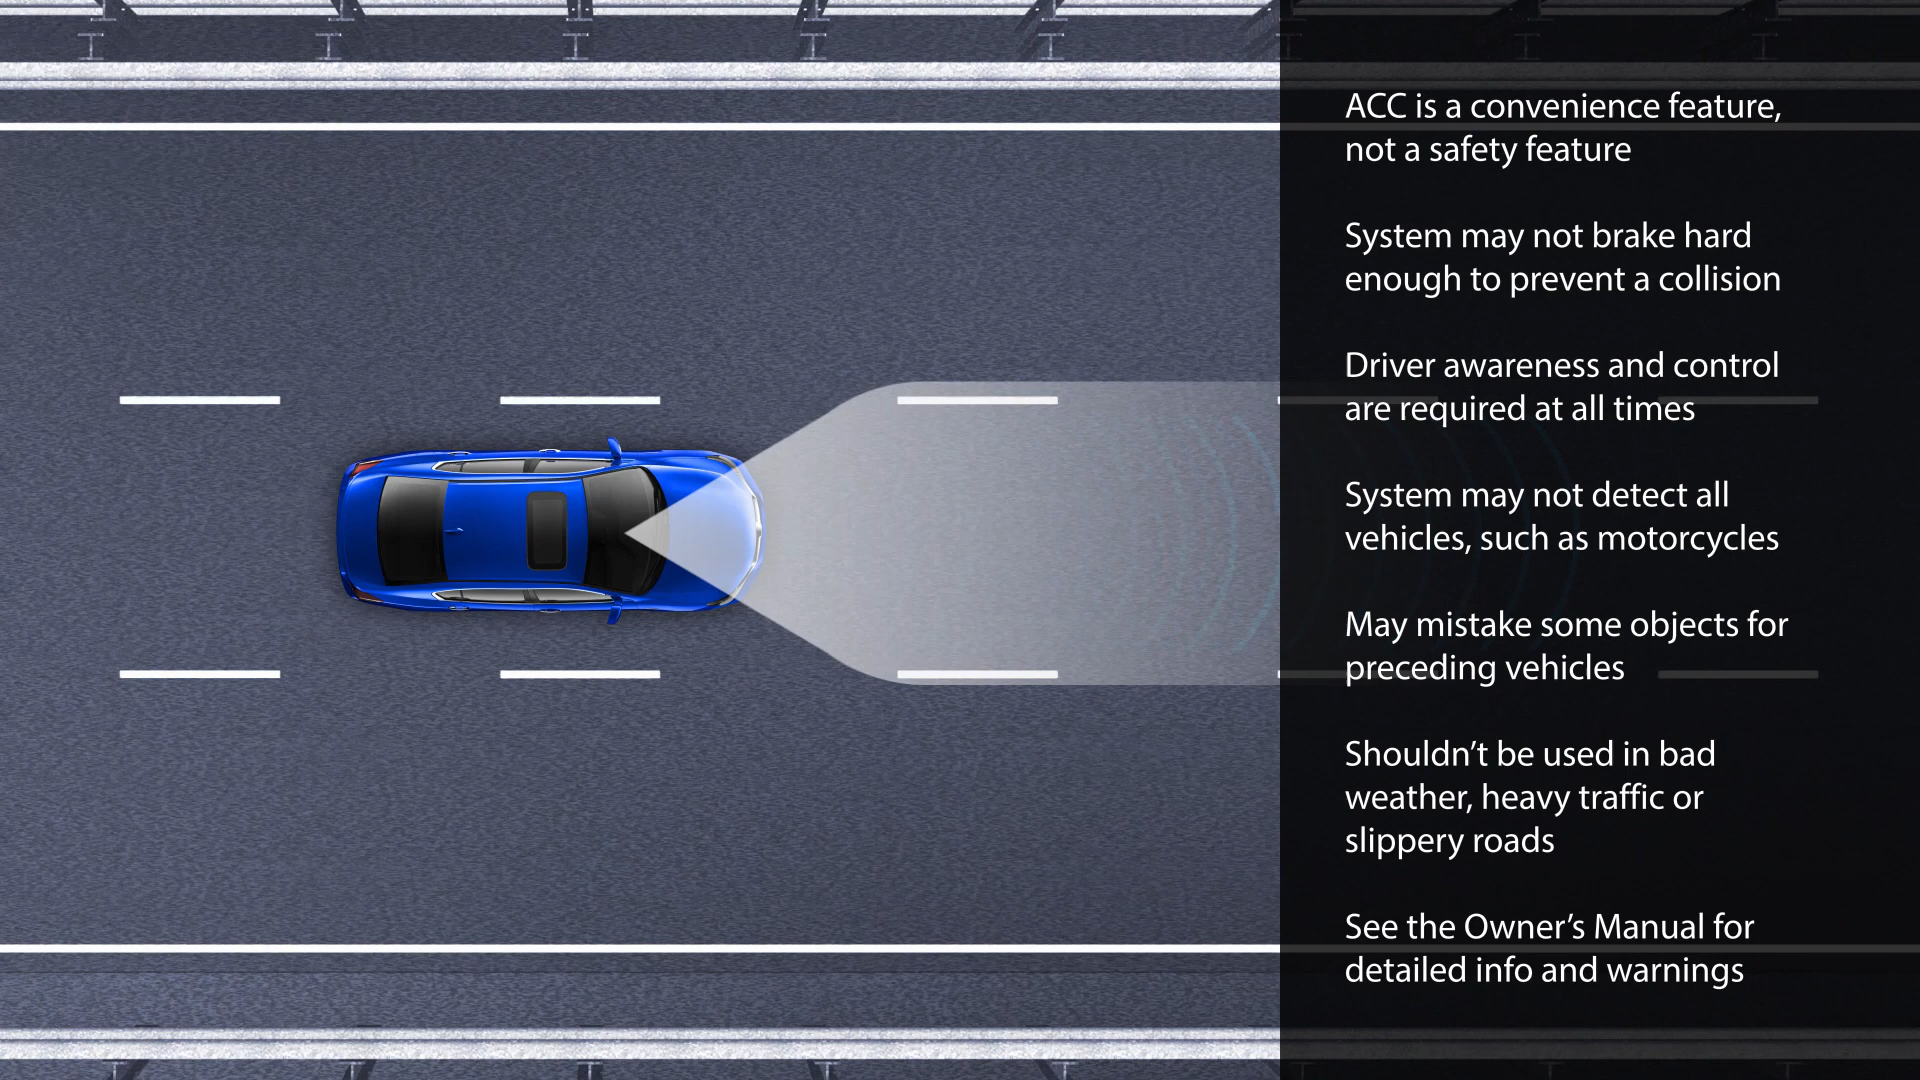 ACC is a convenience feature,
not a safety feature
System may not brake hard
enough to prevent a collision
Driver awareness and control
are required at all times
System may not detect all
vehicles, such as motorcycles
May mistake some objects for
preceding vehicles
Shouldn’t be used in bad
weather, heavy traffic or
slippery roads
See the Owner’s Manual for
detailed info and warnings